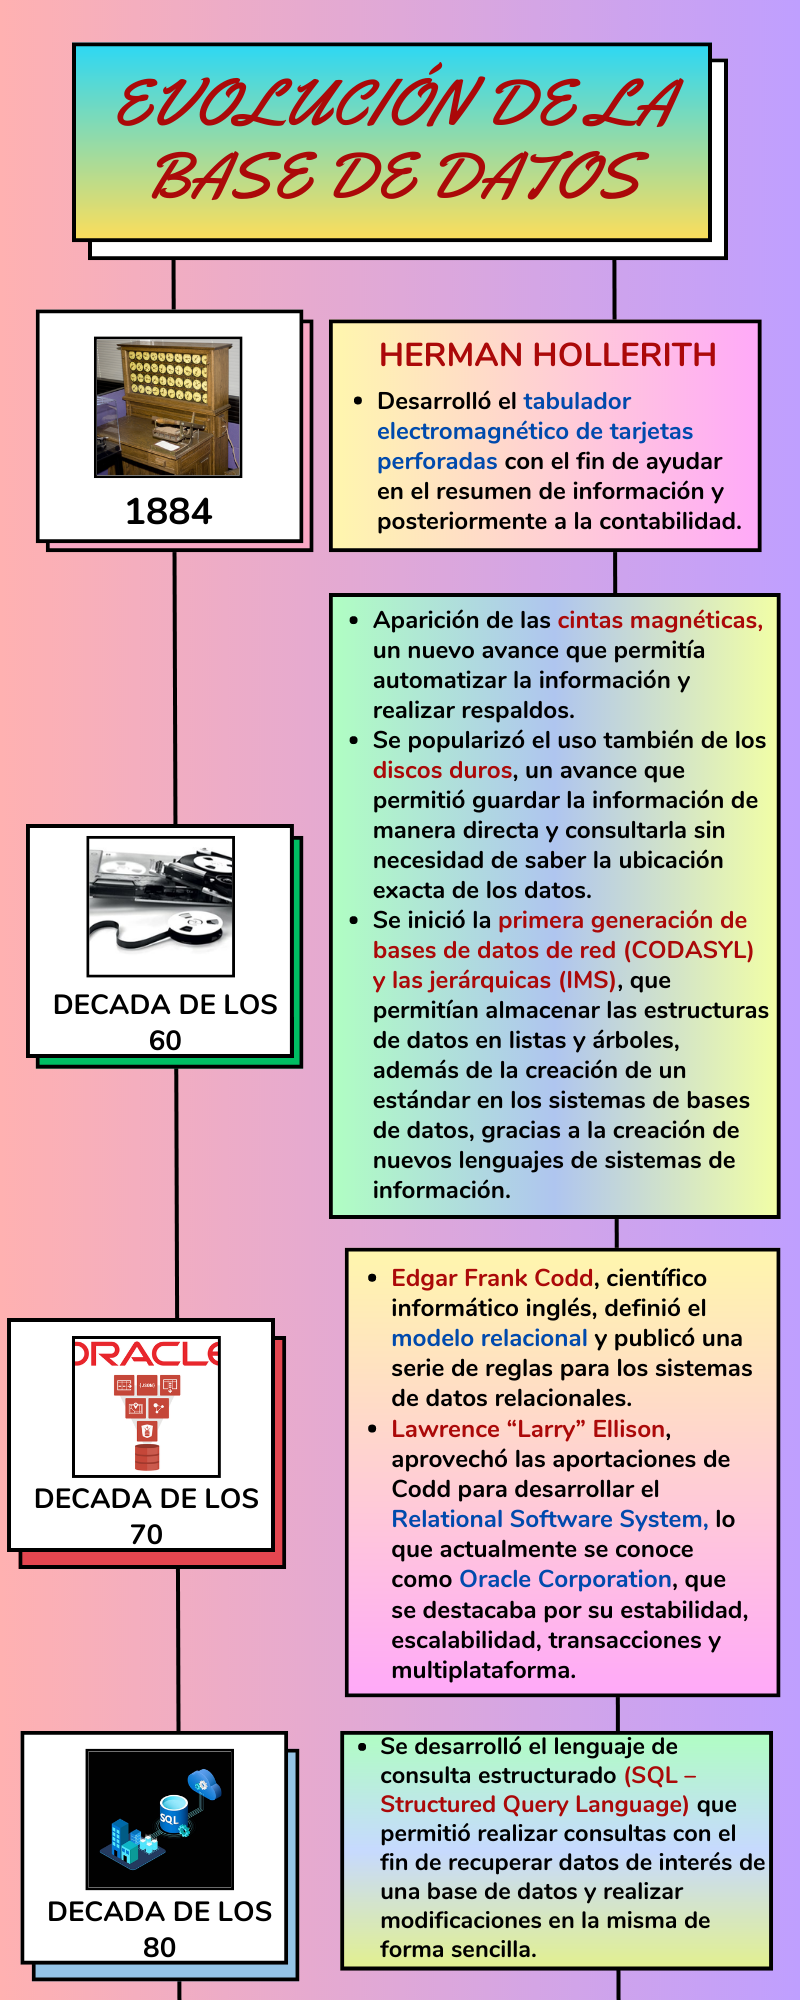 EVOLUCIÓN DE LA
BASE DE DATOS
1884
HERMAN HOLLERITH
• Desarrolló el tabulador
electromagnético de tarjetas
perforadas con el fin de ayudar
en el resumen de información y
posteriormente a la contabilidad.
• Aparición de las cintas magnéticas,
un nuevo avance que permitía
automatizar la información y
realizar respaldos.
• Se popularizó el uso también de los
discos duros, un avance que
permitió guardar la información de
manera directa y consultarla sin
necesidad de saber la ubicación
exacta de los datos.
• Se inició la primera generación de
bases de datos de red (CODASYL)
y las jerárquicas (IMS), que
permitían almacenar las estructuras
de datos en listas y árboles,
además de la creación de un
estándar en los sistemas de bases
de datos, gracias a la creación de
nuevos lenguajes de sistemas de
información.
DECADA DE LOS
60
• Edgar Frank Codd, científico
informático inglés, definió el
modelo relacional y publicó una
serie de reglas para los sistemas
de datos relacionales.
• Lawrence “Larry” Ellison,
aprovechó las aportaciones de
Codd para desarrollar el
Relational Software System, lo
que actualmente se conoce
como Oracle Corporation, que
se destacaba por su estabilidad,
escalabilidad, transacciones y
multiplataforma.
ORACLE
DECADA DE LOS
70
• Se desarrolló el lenguaje de
consulta estructurado (SQL –
Structured Query Language) que
permitió realizar consultas con el
fin de recuperar datos de interés de
una base de datos y realizar
modificaciones en la misma de
forma sencilla.
SQL
DECADA DE LOS
80